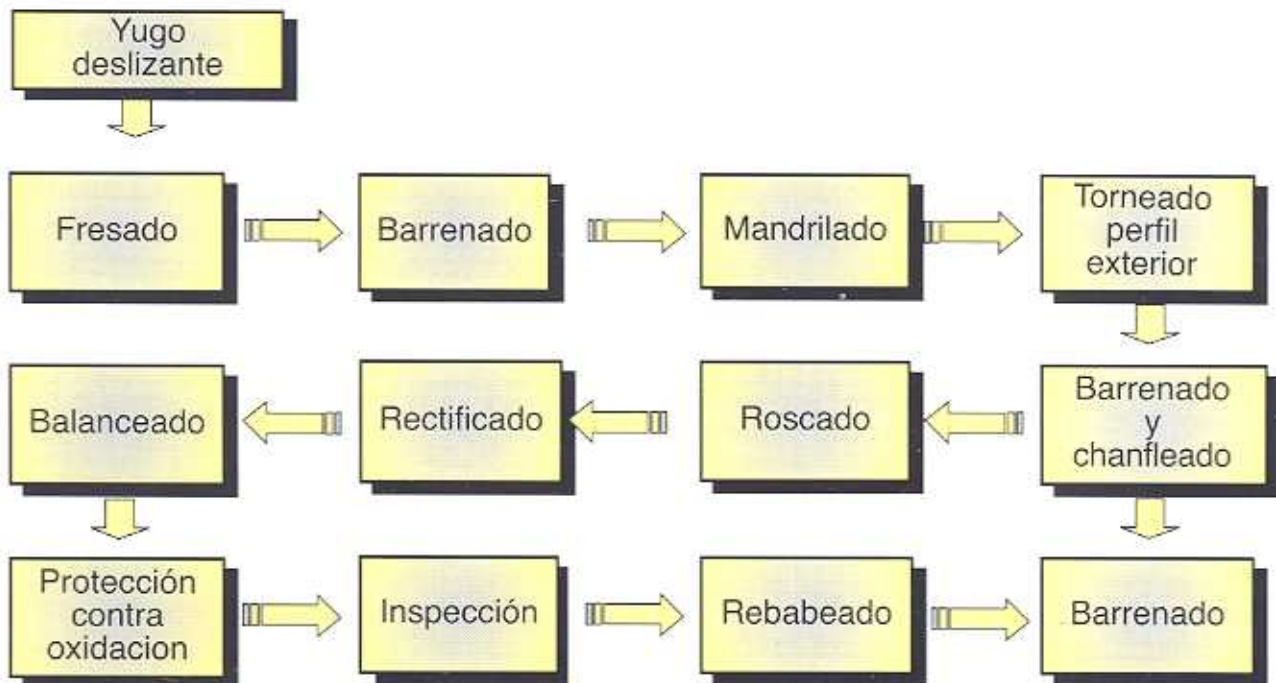 Yugo
deslizante
Fresado
Barrenado
Mandrilado
Torneado
perfil
exterior
Balanceado
Rectificado
Roscado
Barrenado
y
chanfleado
Protección
contra
oxidacion
Inspección
Rebabeado
Barrenado